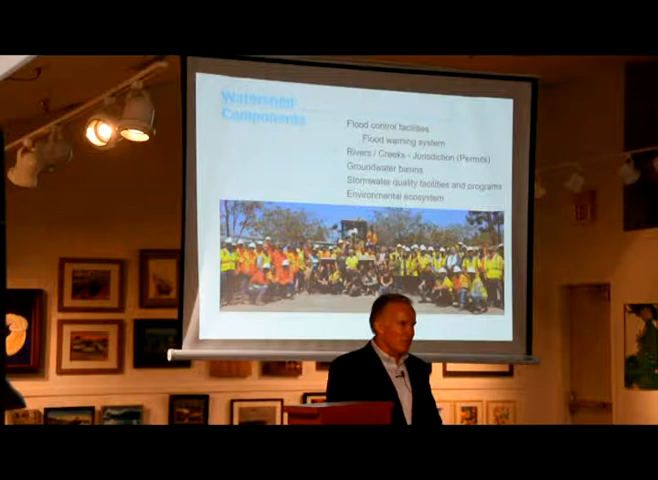 Watershed
Components
Flood control facilities
Flood warning system
Rivers / Creeks - Jurisdiction (Permits)
Groundwater basins
Stormwater quality facilities and programs
Environmental ecosystem